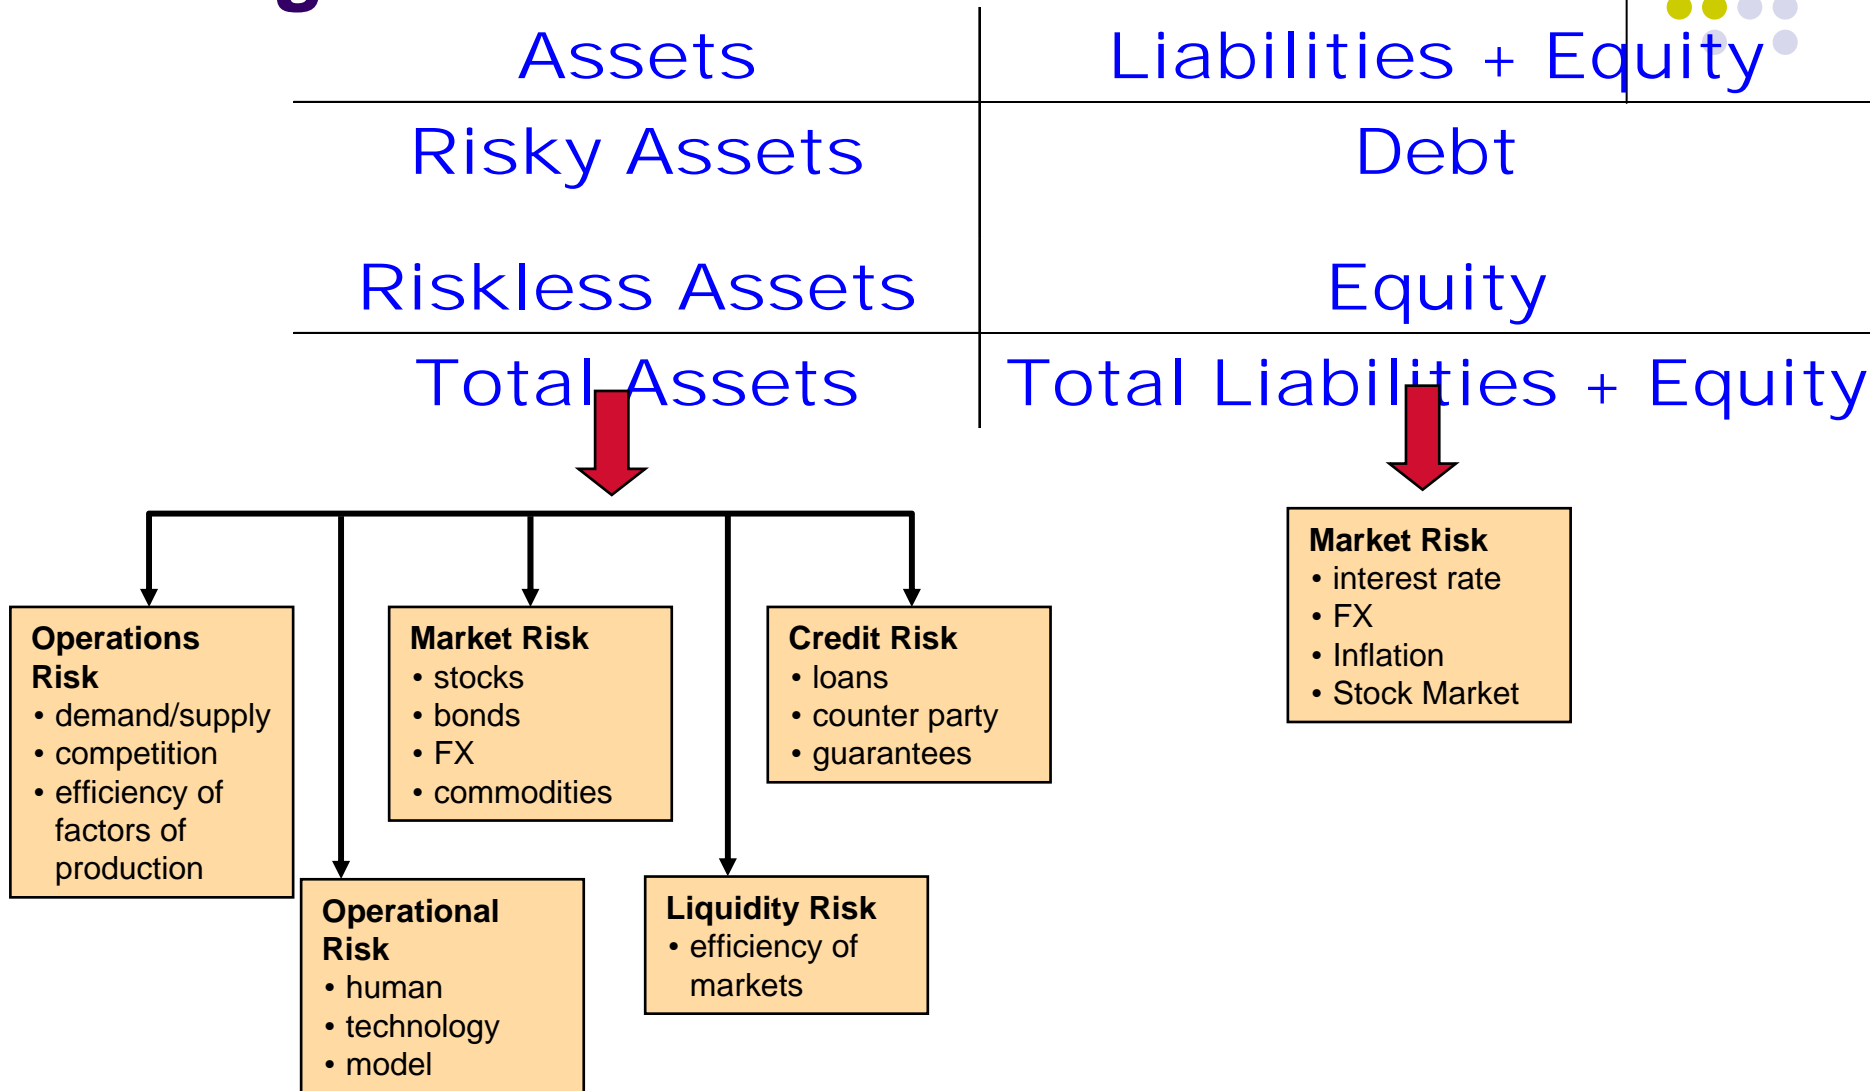 Assets
Liabilities + Equity
Risky Assets
Debt
Riskless Assets
Equity
Total Assets
Total Liabilities + Equity
Operations
Risk
• demand/supply
• competition
• efficiency of
factors of
production
Operational
Risk
• human
• technology
• model
Market Risk
• stocks
• bonds
• FX
• commodities
Liquidity Risk
• efficiency of
markets
Credit Risk
• loans
• counter party
• guarantees
Market Risk
• interest rate
• FX
• Inflation
• Stock Market